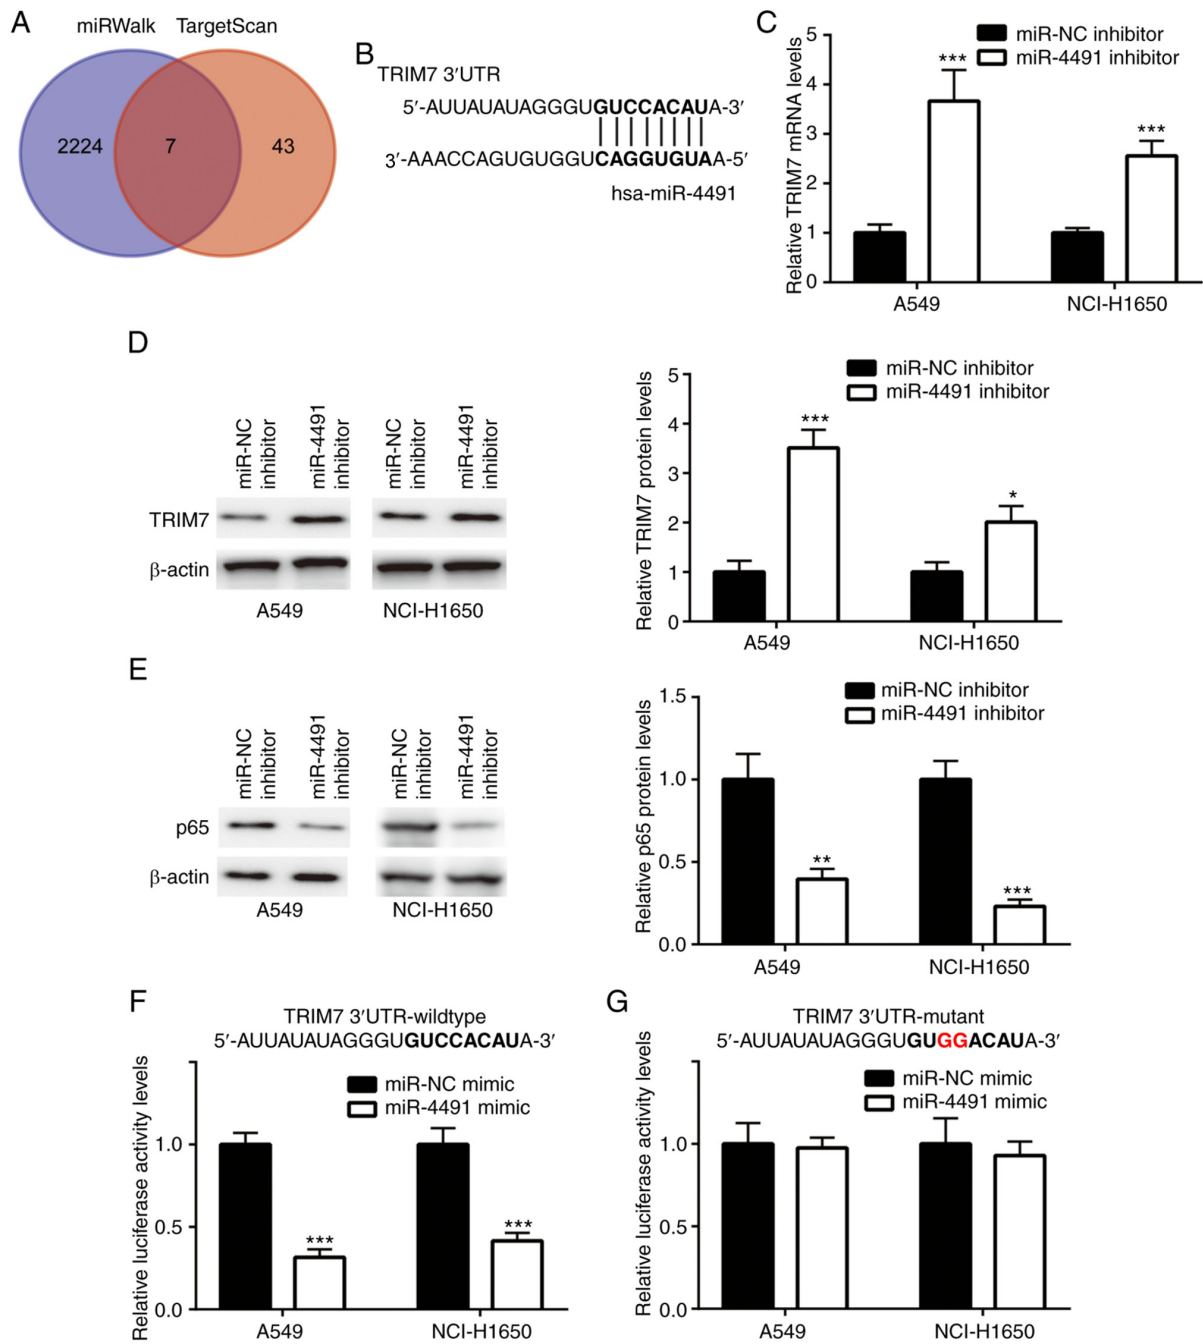 A
miRWalk
TargetScan
2224
7
43
B
TRIM7 3′UTR
5′-AUUAUAUAGGGUGUCCACAUA-3′
3′-AAACCAGUGUGGUCAGGUGUAA-5′
hsa-miR-4491
C
miR-NC inhibitor
miR-4491 inhibitor
Relative TRIM7 mRNA levels
5
4
3
2
1
0
***
***
A549
NCI-H1650
D
miR-NC inhibitor
miR-4491 inhibitor
miR-NC inhibitor
miR-4491 inhibitor
TRIM7
β-actin
A549
NCI-H1650
miR-NC inhibitor
miR-4491 inhibitor
Relative TRIM7 protein levels
5
4
3
2
1
0
***
*
A549
NCI-H1650
E
miR-NC inhibitor
miR-4491 inhibitor
miR-NC inhibitor
miR-4491 inhibitor
p65
β-actin
A549
NCI-H1650
miR-NC inhibitor
miR-4491 inhibitor
Relative p65 protein levels
1.5
1.0
0.5
0.0
**
***
A549
NCI-H1650
F
TRIM7 3′UTR-wildtype
5′-AUUAUAUAGGGUGUCCACAUA-3′
miR-NC mimic
miR-4491 mimic
Relative luciferase activity levels
1.0
0.5
0.0
***
***
A549
NCI-H1650
G
TRIM7 3′UTR-mutant
5′-AUUAUAUAGGGUGUGGACAUA-3′
miR-NC mimic
miR-4491 mimic
Relative luciferase activity levels
1.0
0.5
0.0
A549
NCI-H1650